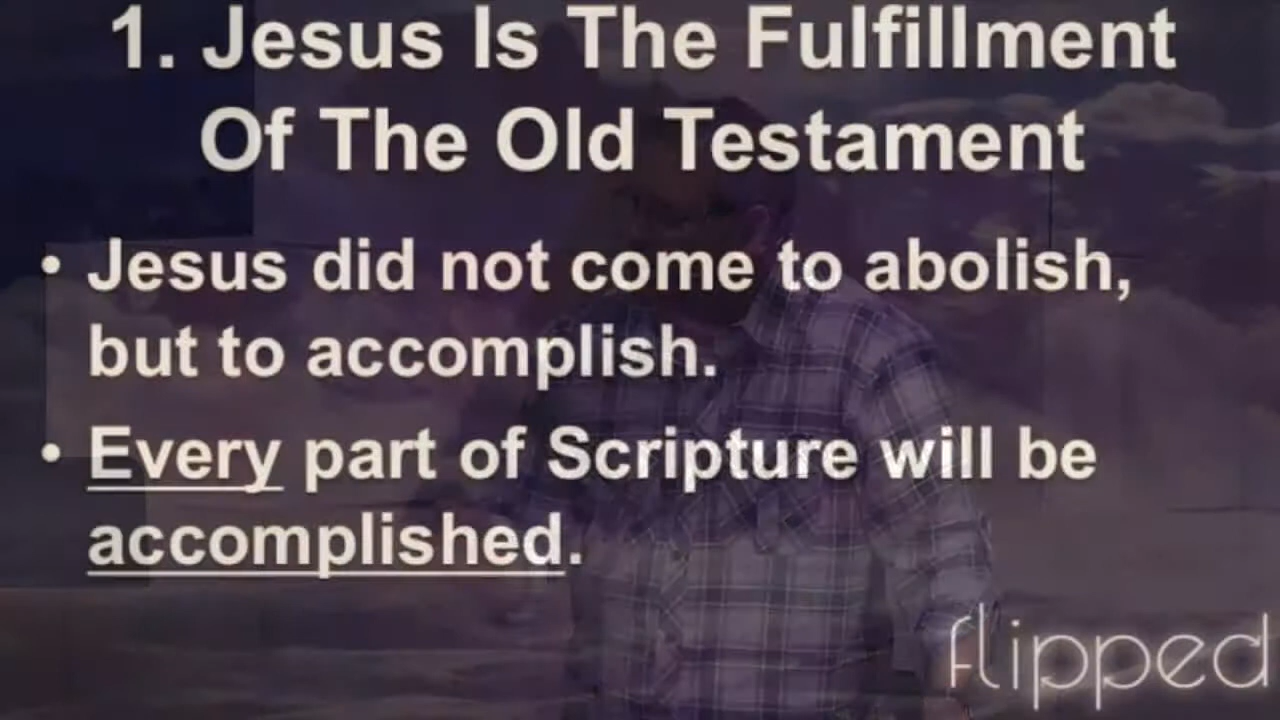 1. Jesus Is The Fulfillment
Of The Old Testament
• Jesus did not come to abolish,
but to accomplish.
• Every part of Scripture will be
accomplished.
flipped